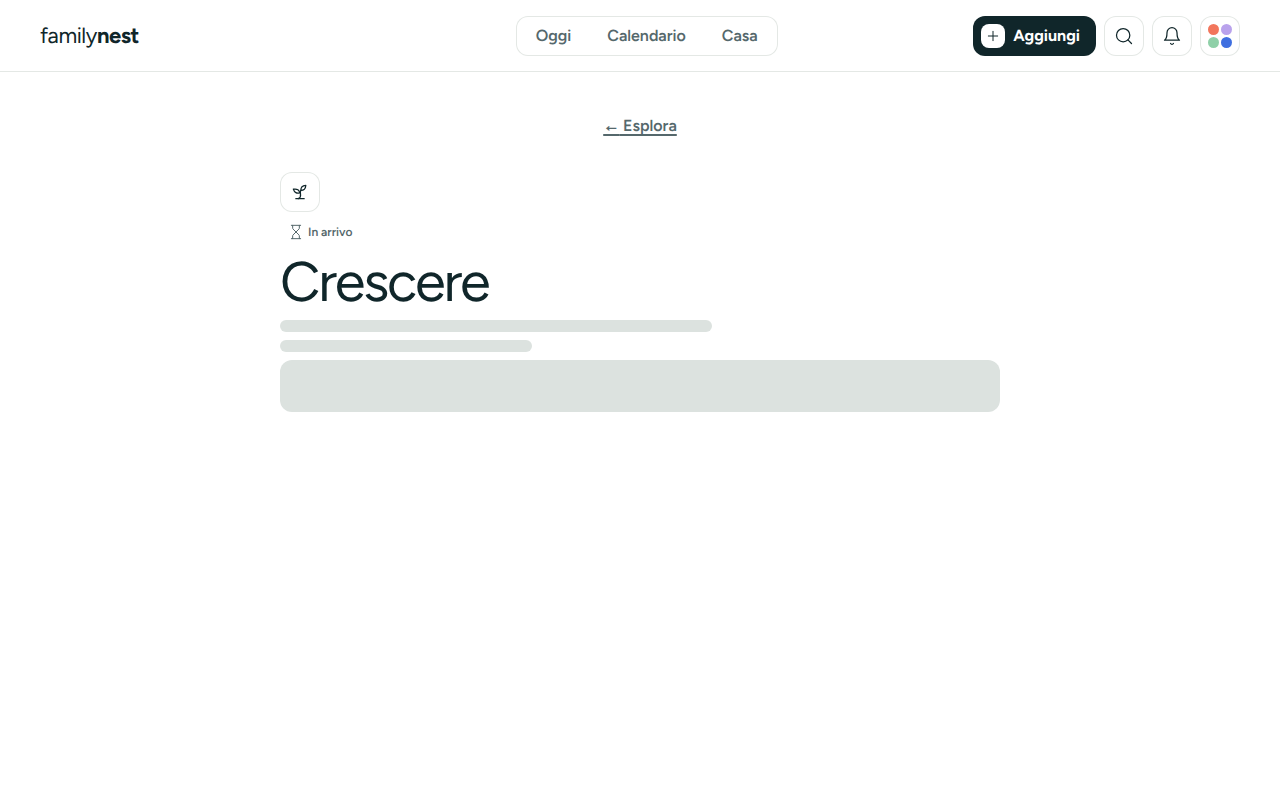 familynest
Oggi
Calendario
Casa
Aggiungi
← Esplora
In arrivo
Crescere